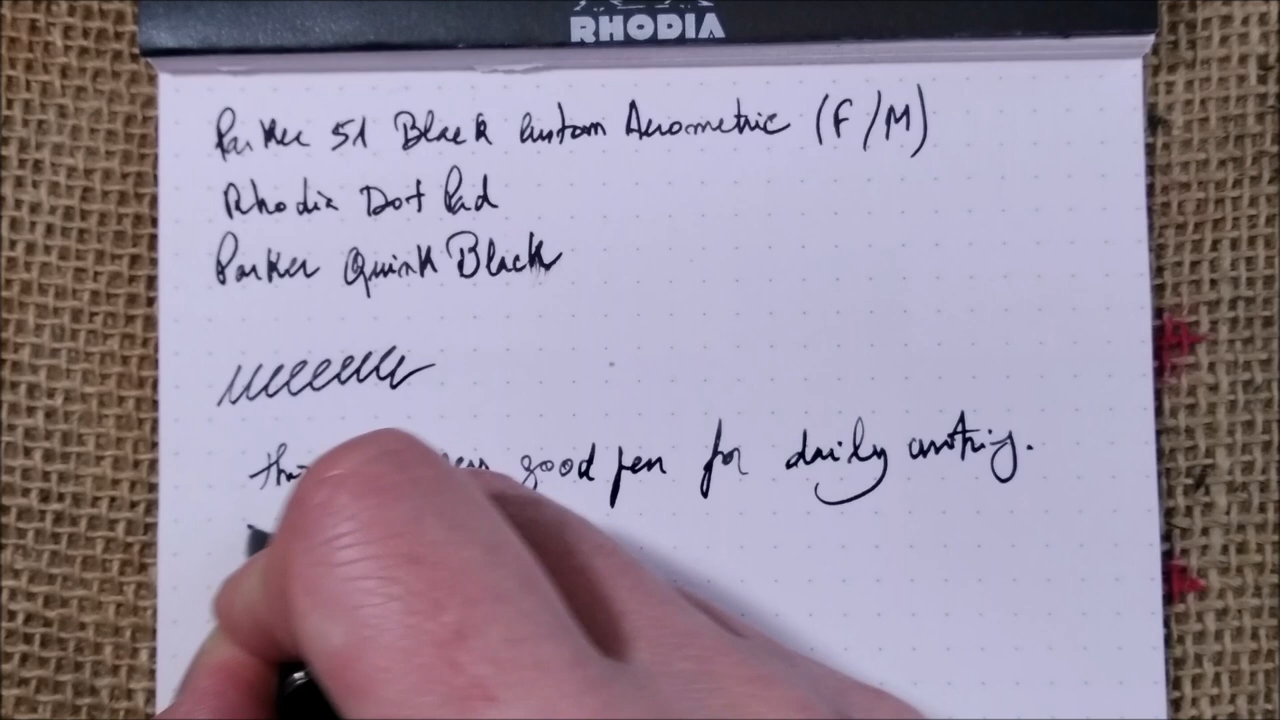 RHODIA
Parker 51 Black Custom Aerometric (F/M)
Rhodia Dot Pad
Parker Quink Black
good pen for daily writing.